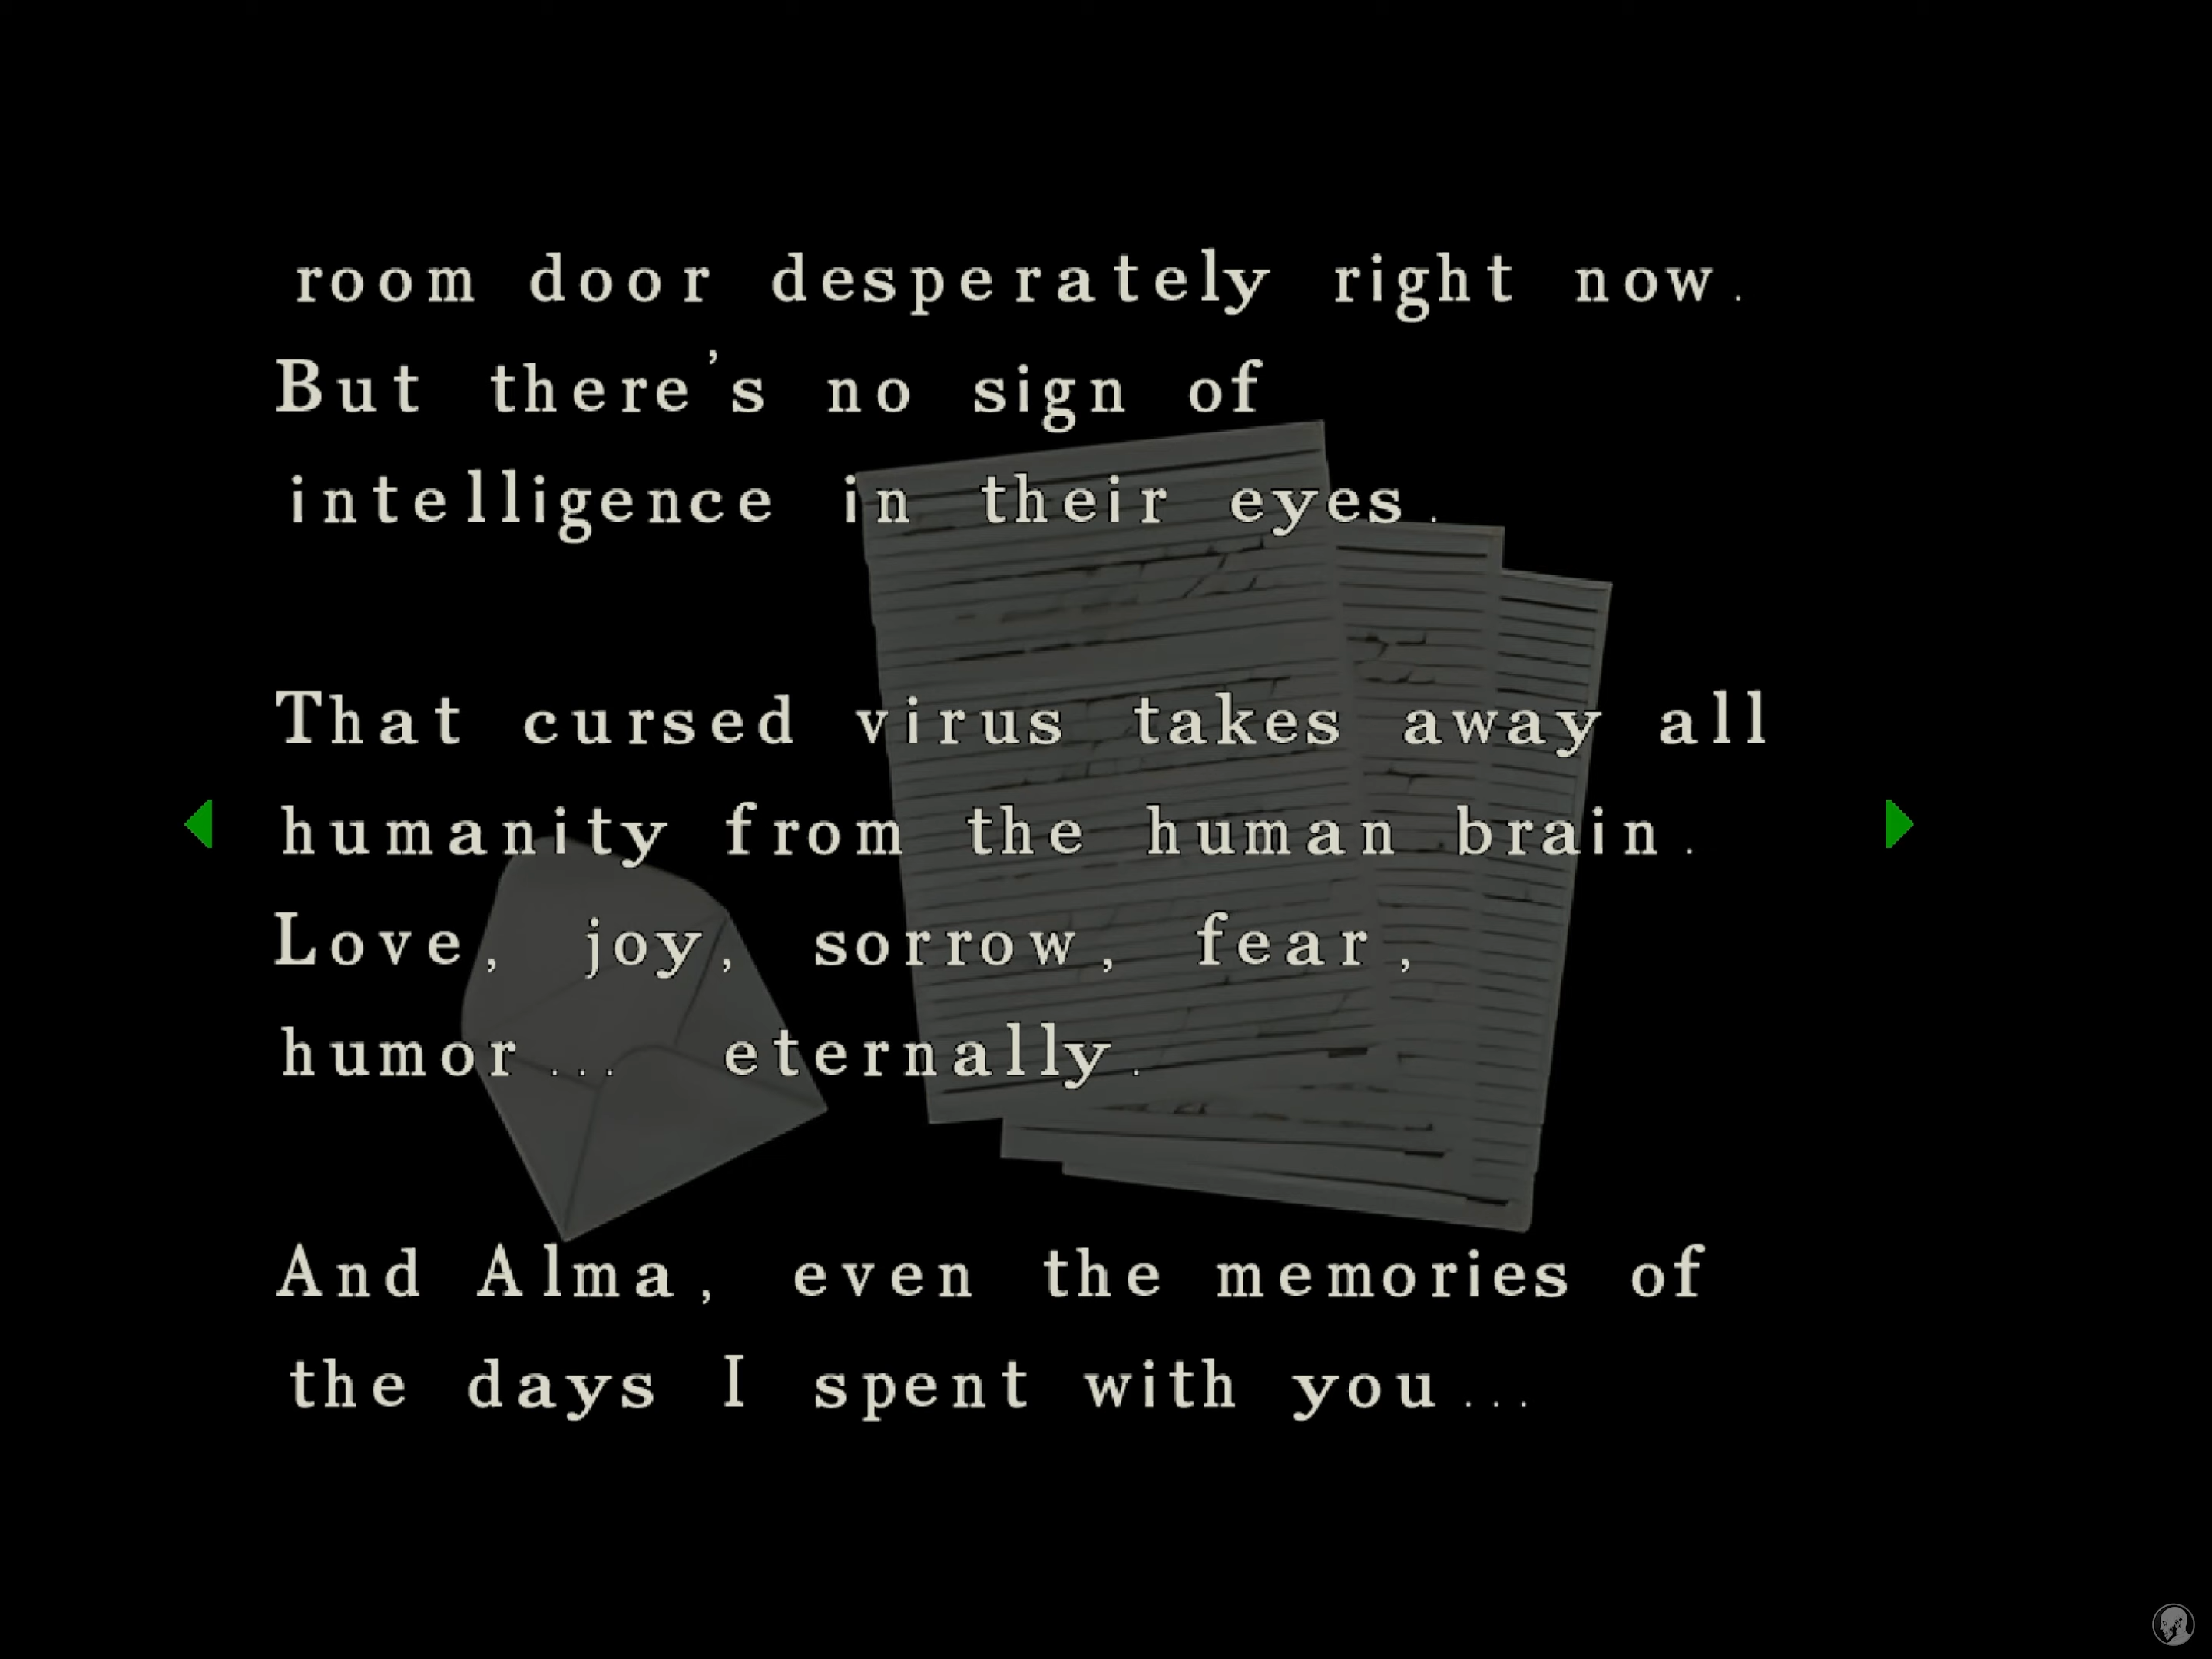 room door desperately right now.
But there's no sign of
intelligence in their eyes.
That cursed virus takes away all
humanity from the human brain.
Love, joy, sorrow, fear,
humor... eternally.
And Alma, even the memories of
the days I spent with you...